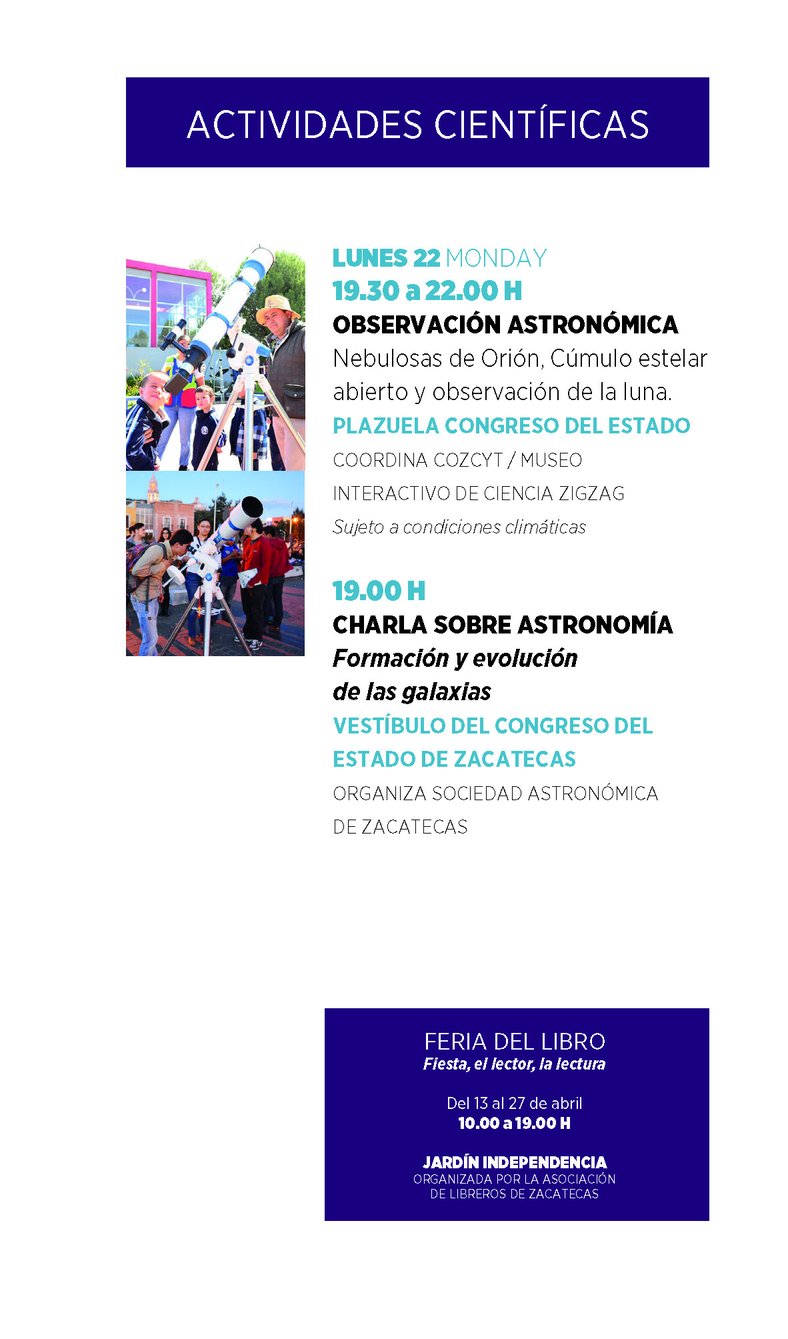 ACTIVIDADES CIENTÍFICAS
LUNES 22 MONDAY
19.30 a 22.00 H
OBSERVACIÓN ASTRONÓMICA
Nebulosas de Orión, Cúmulo estelar
abierto y observación de la luna.
PLAZUELA CONGRESO DEL ESTADO
COORDINA COZCYT / MUSEO
INTERACTIVO DE CIENCIA ZIGZAG
Sujeto a condiciones climáticas
19.00 H
CHARLA SOBRE ASTRONOMÍA
Formación y evolución
de las galaxias
VESTÍBULO DEL CONGRESO DEL
ESTADO DE ZACATECAS
ORGANIZA SOCIEDAD ASTRONÓMICA
DE ZACATECAS
FERIA DEL LIBRO
Fiesta, el lector, la lectura
Del 13 al 27 de abril
10.00 a 19.00 H
JARDÍN INDEPENDENCIA
ORGANIZADA POR LA ASOCIACIÓN
DE LIBREROS DE ZACATECAS